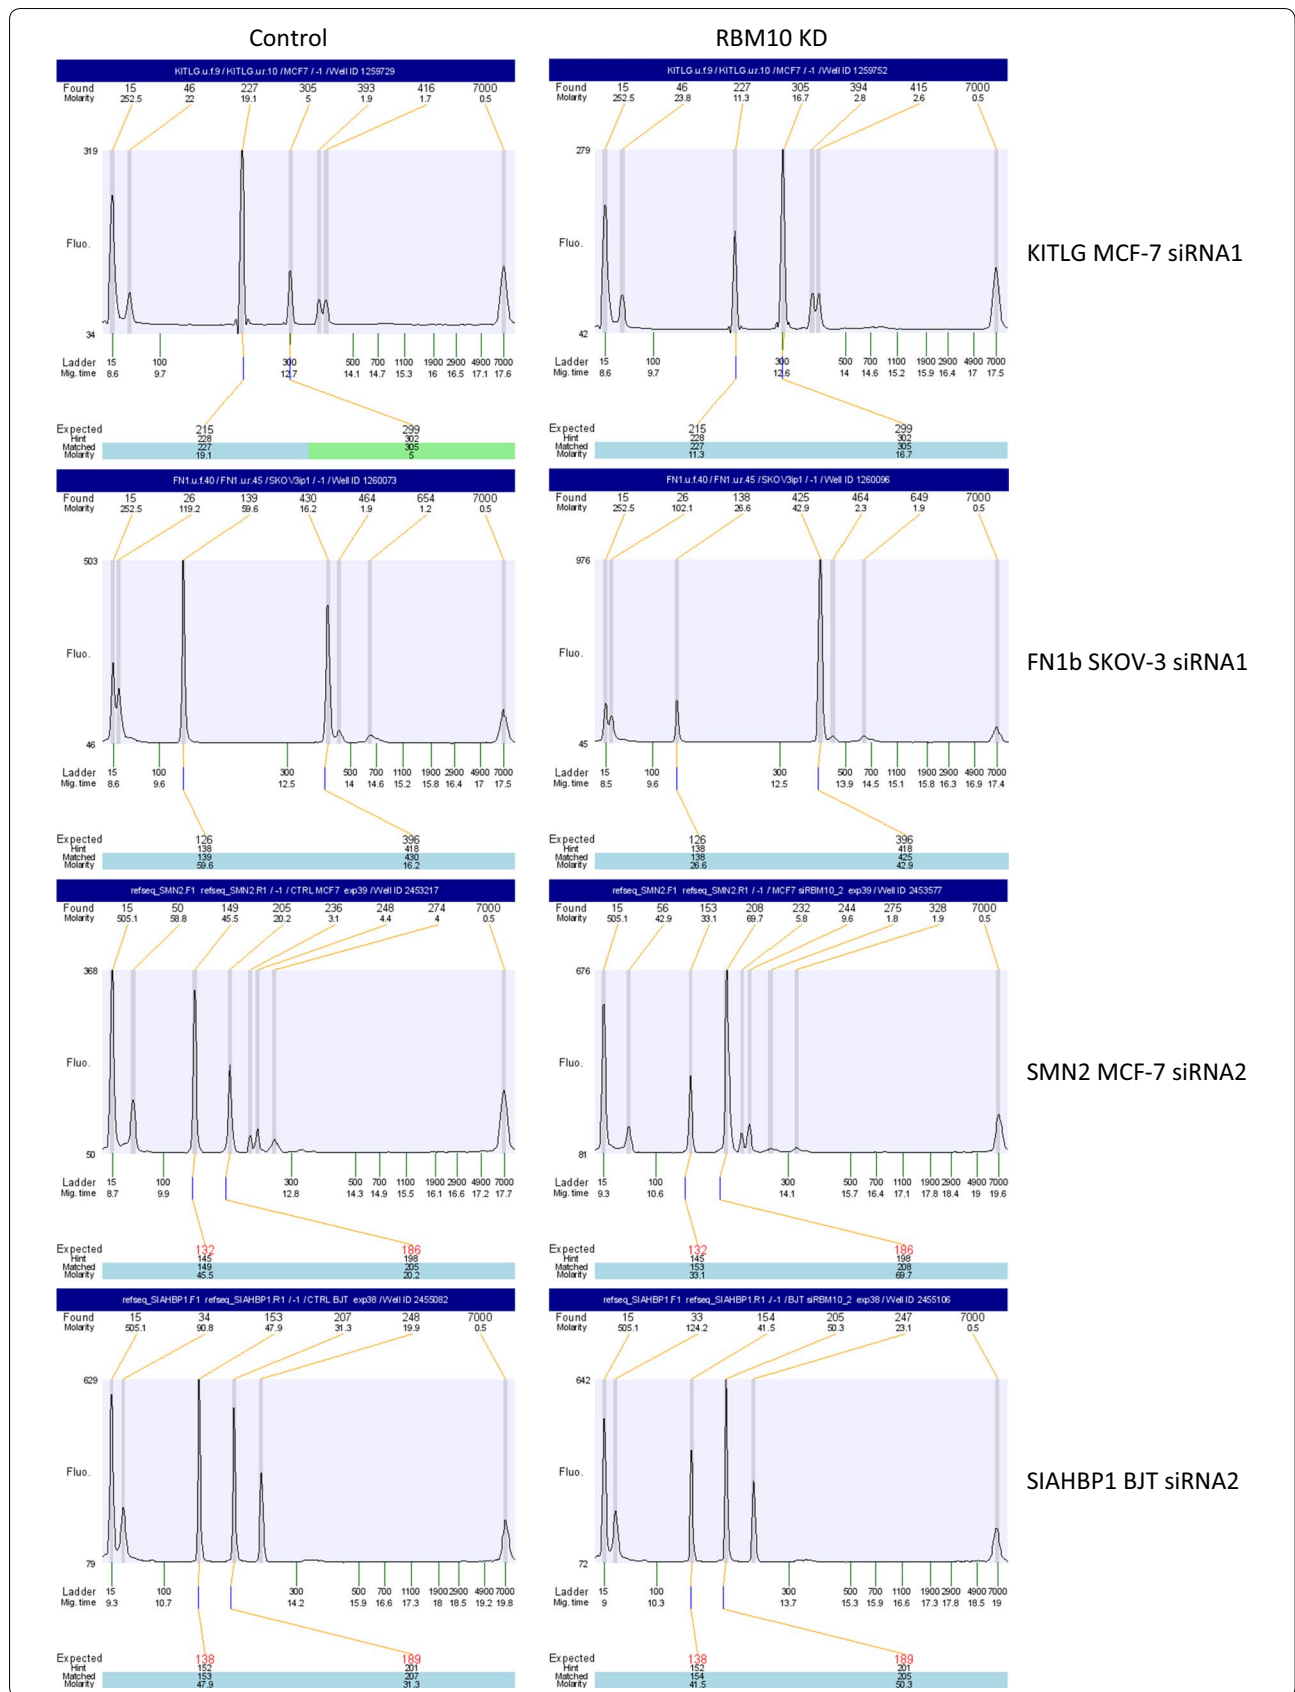 Control
RBM10 KD
KITLG.u.f.9 / KITLG.u.r.10 /MCF7 / -1 /Well ID 1259729
Found 15 46 227 305 393 416 7000
Molarity 252.5 22 19.1 5 1.9 1.7 0.5
319
Fluo.
34
Ladder 15 100 300 500 700 1100 1900 2900 4900 7000
Mig. time 8.6 9.7 12.7 14.1 14.7 15.3 16 16.5 17.1 17.6
Expected 215 299
Hint 228 302
Matched 227 305
Molarity 19.1 5
KITLG.u.f.9 / KITLG.u.r.10 /MCF7 / -1 /Well ID 1259752
Found 15 46 227 305 394 415 7000
Molarity 252.5 23.8 11.3 16.7 2.8 2.6 0.5
279
Fluo.
42
Ladder 15 100 300 500 700 1100 1900 2900 4900 7000
Mig. time 8.6 9.7 12.6 14 14.6 15.2 15.9 16.4 17 17.5
Expected 215 299
Hint 228 302
Matched 227 305
Molarity 11.3 16.7
KITLG MCF-7 siRNA1
FN1.u.f.40 / FN1.u.r.45 /SKOV3ip1 / -1 /Well ID 1260073
Found 15 26 139 430 464 654 7000
Molarity 252.5 119.2 59.6 16.2 1.9 1.2 0.5
503
Fluo.
46
Ladder 15 100 300 500 700 1100 1900 2900 4900 7000
Mig. time 8.6 9.6 12.5 14 14.6 15.2 15.8 16.4 17 17.5
Expected 126 396
Hint 138 418
Matched 139 430
Molarity 59.6 16.2
FN1.u.f.40 / FN1.u.r.45 /SKOV3ip1 / -1 /Well ID 1260096
Found 15 26 138 425 464 649 7000
Molarity 252.5 102.1 26.6 42.9 2.3 1.9 0.5
976
Fluo.
45
Ladder 15 100 300 500 700 1100 1900 2900 4900 7000
Mig. time 8.5 9.6 12.5 13.9 14.5 15.1 15.8 16.3 16.9 17.4
Expected 126 396
Hint 138 418
Matched 138 425
Molarity 26.6 42.9
FN1b SKOV-3 siRNA1
refseq_SMN2.F1 refseq_SMN2.R1 / -1 / CTRL MCF7 exp39 /Well ID 2453217
Found 15 50 149 205 236 248 274 7000
Molarity 505.1 58.8 45.5 20.2 3.1 4.4 4 0.5
368
Fluo.
50
Ladder 15 100 300 500 700 1100 1900 2900 4900 7000
Mig. time 8.7 9.9 12.8 14.3 14.9 15.5 16.1 16.6 17.2 17.7
Expected 132 186
Hint 145 198
Matched 149 205
Molarity 45.5 20.2
refseq_SMN2.F1 refseq_SMN2.R1 / -1 / MCF7 siRBM10_2 exp39 /Well ID 2453577
Found 15 56 153 208 232 244 275 328 7000
Molarity 505.1 42.9 33.1 69.7 5.8 9.6 1.8 1.9 0.5
676
Fluo.
81
Ladder 15 100 300 500 700 1100 1900 2900 4900 7000
Mig. time 9.3 10.6 14.1 15.7 16.4 17.1 17.8 18.4 19 19.6
Expected 132 186
Hint 145 198
Matched 153 208
Molarity 33.1 69.7
SMN2 MCF-7 siRNA2
refseq_SIAHBP1.F1 refseq_SIAHBP1.R1 / -1 / CTRL BJT exp38 /Well ID 2455082
Found 15 34 153 207 248 7000
Molarity 505.1 90.8 47.9 31.3 19.9 0.5
629
Fluo.
79
Ladder 15 100 300 500 700 1100 1900 2900 4900 7000
Mig. time 9.3 10.7 14.2 15.9 16.6 17.3 18 18.5 19.2 19.8
Expected 138 189
Hint 152 201
Matched 153 207
Molarity 47.9 31.3
refseq_SIAHBP1.F1 refseq_SIAHBP1.R1 / -1 / BJT siRBM10_2 exp38 /Well ID 2455106
Found 15 33 154 205 247 7000
Molarity 505.1 124.2 41.5 50.3 23.1 0.5
642
Fluo.
72
Ladder 15 100 300 500 700 1100 1900 2900 4900 7000
Mig. time 9 10.3 13.7 15.3 15.9 16.6 17.3 17.8 18.5 19
Expected 138 189
Hint 152 201
Matched 154 205
Molarity 41.5 50.3
SIAHBP1 BJT siRNA2